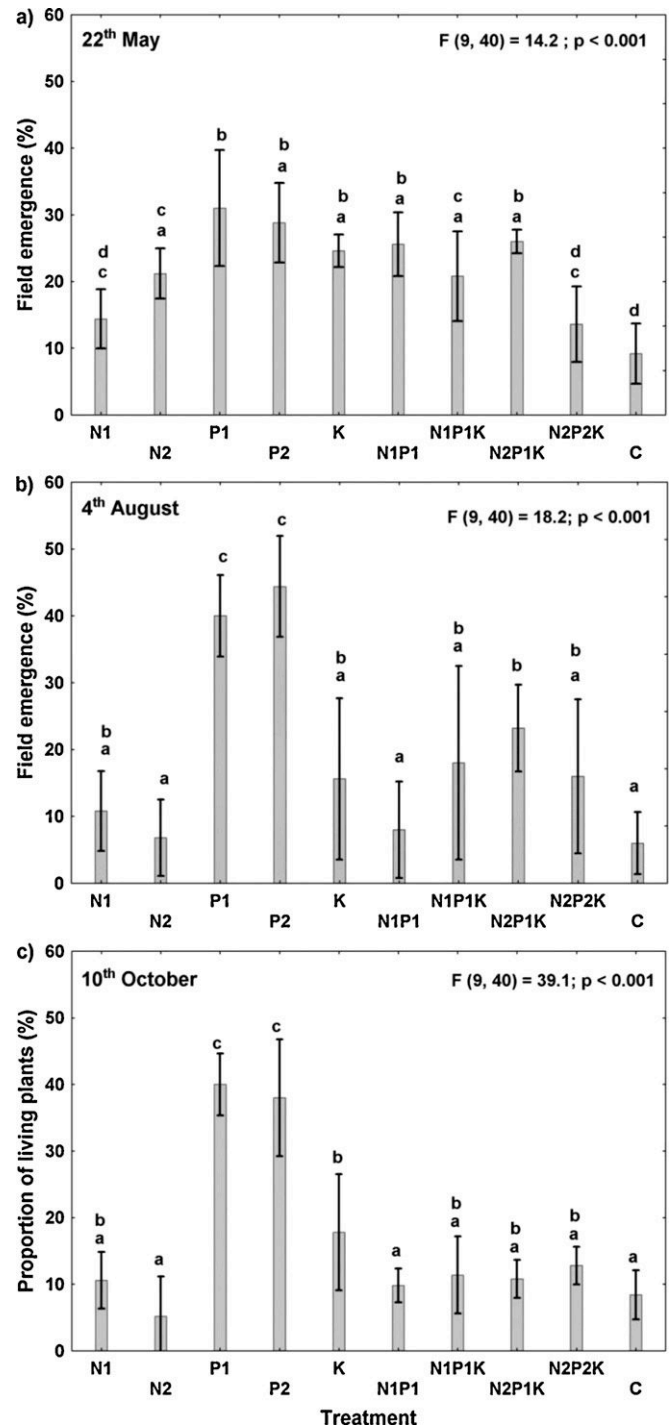 a)
22th May
F (9, 40) = 14.2 ; p < 0.001
Field emergence (%)
60
50
40
30
20
10
0
d
c
c
a
b
b
a
b
a
b
a
c
a
b
a
d
c
d
N1 N2 P1 P2 K N1P1 N1P1K N2P1K N2P2K C
b)
4th August
F (9, 40) = 18.2; p < 0.001
Field emergence (%)
60
50
40
30
20
10
0
b
a
a
c
c
b
a
a
b
a
b
b
a
a
N1 N2 P1 P2 K N1P1 N1P1K N2P1K N2P2K C
c)
10th October
F (9, 40) = 39.1; p < 0.001
Proportion of living plants (%)
60
50
40
30
20
10
0
b
a
a
c
c
b
a
b
a
b
a
b
a
a
N1 N2 P1 P2 K N1P1 N1P1K N2P1K N2P2K C
Treatment